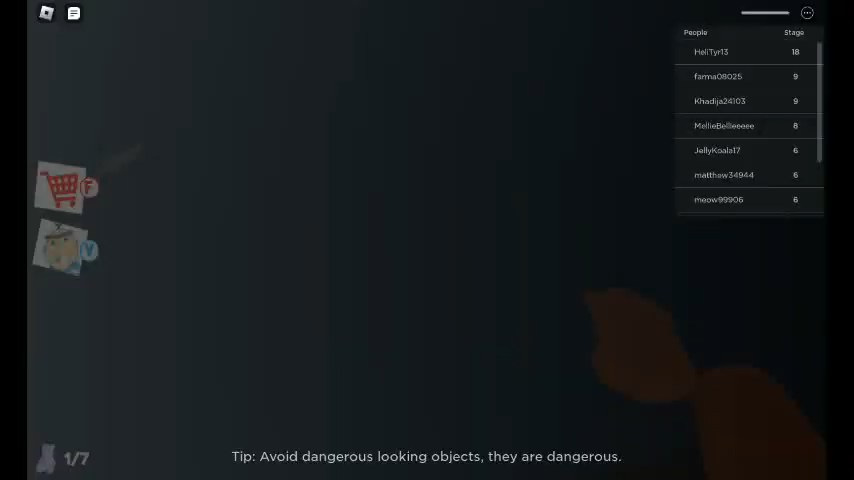 People Stage
HeliTyr13 18
farma08025 9
Khadija24103 9
MellieBellieeeee 8
JellyKoala17 6
matthew34944 6
meow99906 6
F
V
1/7
Tip: Avoid dangerous looking objects, they are dangerous.